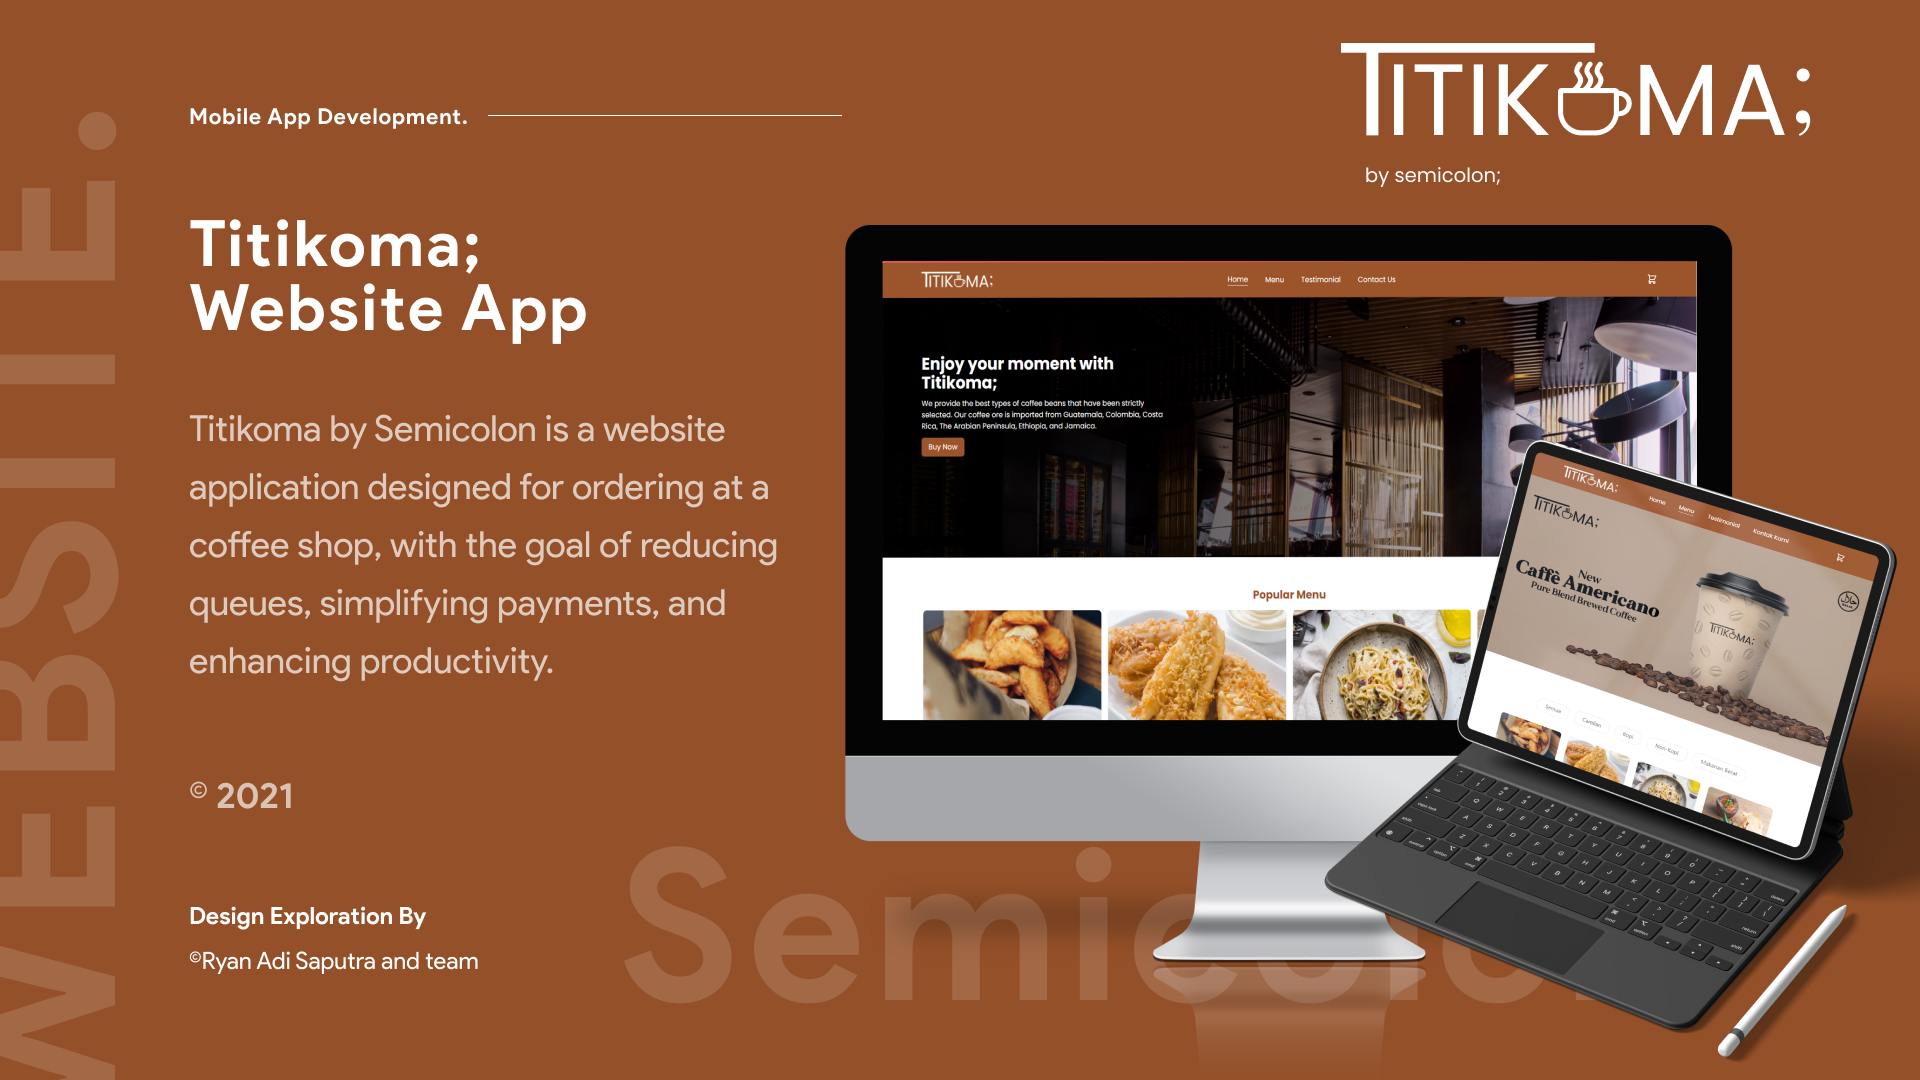 WEBSITE.
Mobile App Development.
TITIKOMA;
by semicolon;
Titikoma;
Website App
Titikoma by Semicolon is a website
application designed for ordering at a
coffee shop, with the goal of reducing
queues, simplifying payments, and
enhancing productivity.
© 2021
Design Exploration By
©Ryan Adi Saputra and team
TITIKOMA;
Home Menu Testimonial Contact Us
Enjoy your moment with
Titikoma;
We provide the best types of coffee beans that have been strictly
selected. Our coffee ore is imported from Guatemala, Colombia, Costa
Rica, The Arabian Peninsula, Ethiopia, and Jamaica.
Buy Now
Popular Menu
TITIKOMA;
Home Menu Testimonial Kontak Kami
TITIKOMA;
New
Caffè Americano
Pure Blend Brewed Coffee
TITIKOMA;
Semua Camilan Kopi Non-Kopi Makanan Berat
Semicolon